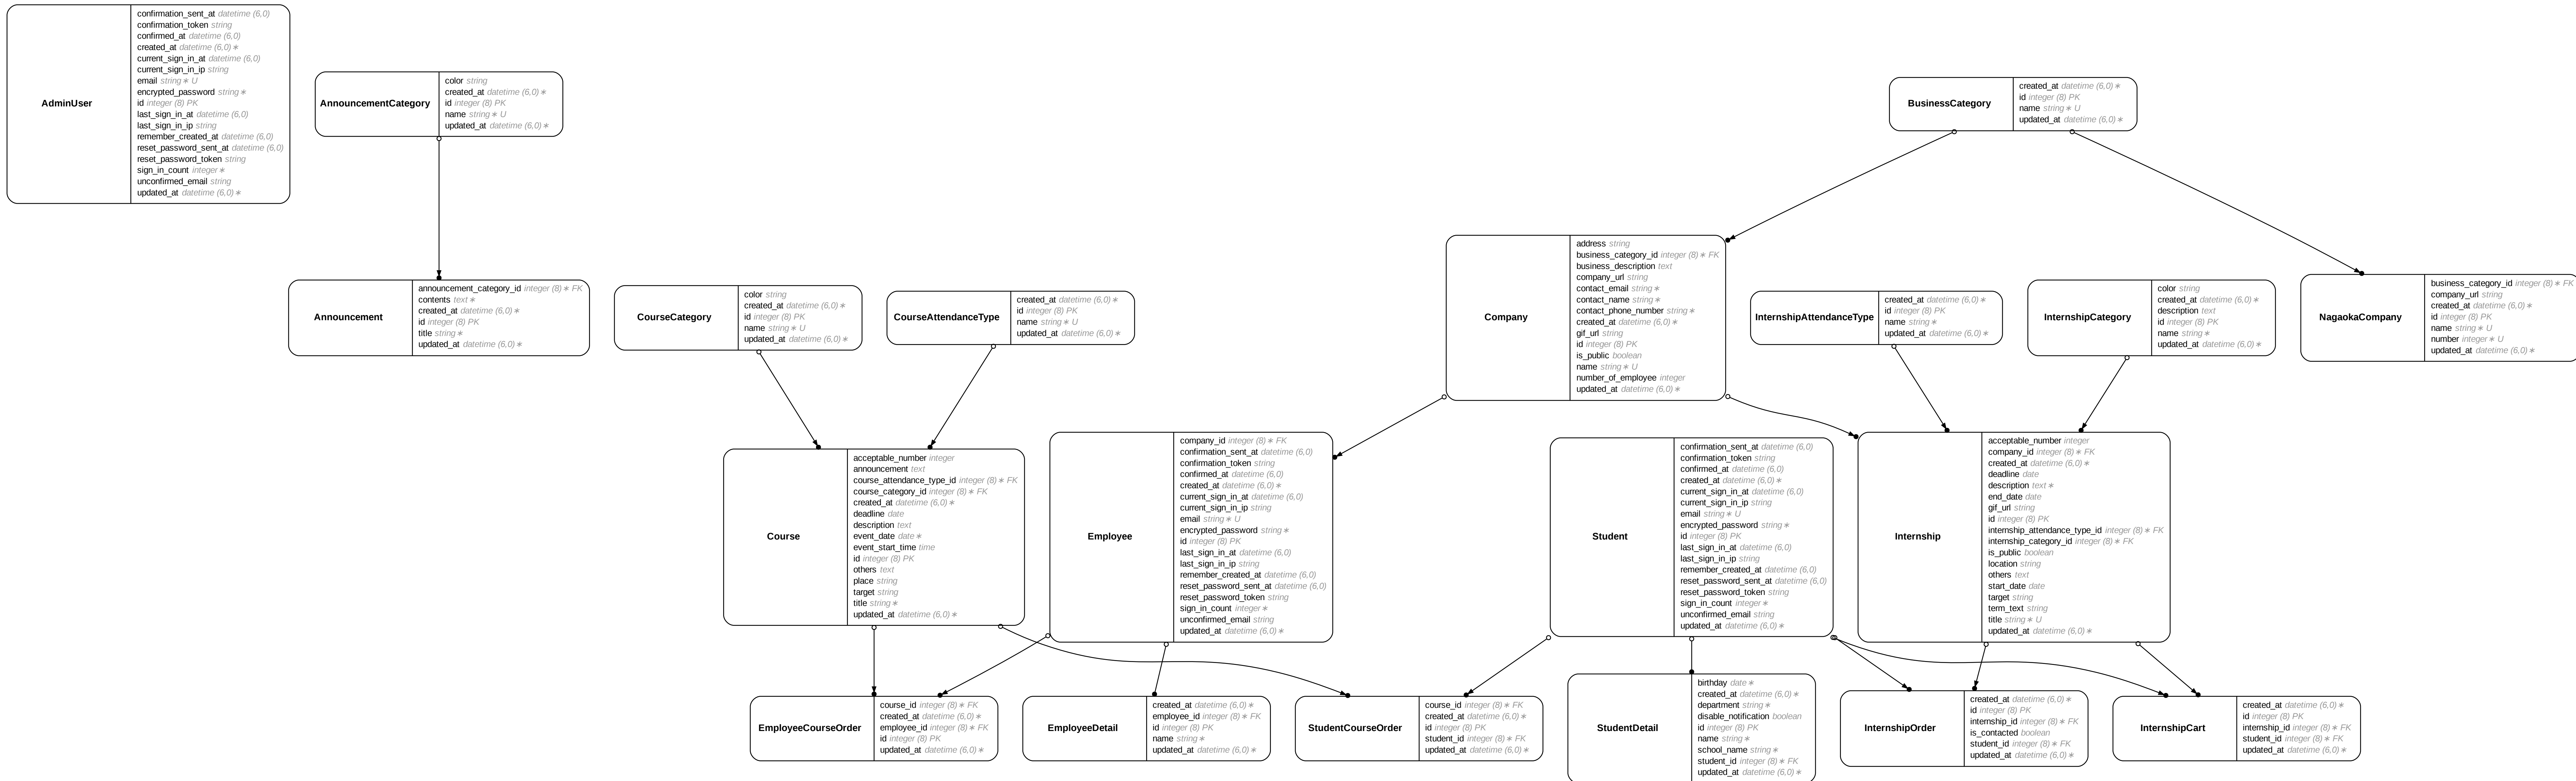 AdminUser
confirmation_sent_at datetime (6,0)
confirmation_token string
confirmed_at datetime (6,0)
created_at datetime (6,0)∗
current_sign_in_at datetime (6,0)
current_sign_in_ip string
email string∗ U
encrypted_password string∗
id integer (8) PK
last_sign_in_at datetime (6,0)
last_sign_in_ip string
remember_created_at datetime (6,0)
reset_password_sent_at datetime (6,0)
reset_password_token string
sign_in_count integer∗
unconfirmed_email string
updated_at datetime (6,0)∗
AnnouncementCategory
color string
created_at datetime (6,0)∗
id integer (8) PK
name string∗ U
updated_at datetime (6,0)∗
BusinessCategory
created_at datetime (6,0)∗
id integer (8) PK
name string∗ U
updated_at datetime (6,0)∗
Announcement
announcement_category_id integer (8)∗ FK
contents text∗
created_at datetime (6,0)∗
id integer (8) PK
title string∗
updated_at datetime (6,0)∗
CourseCategory
color string
created_at datetime (6,0)∗
id integer (8) PK
name string∗ U
updated_at datetime (6,0)∗
CourseAttendanceType
created_at datetime (6,0)∗
id integer (8) PK
name string∗ U
updated_at datetime (6,0)∗
Company
address string
business_category_id integer (8)∗ FK
business_description text
company_url string
contact_email string∗
contact_name string∗
contact_phone_number string∗
created_at datetime (6,0)∗
gif_url string
id integer (8) PK
is_public boolean
name string∗ U
number_of_employee integer
updated_at datetime (6,0)∗
InternshipAttendanceType
created_at datetime (6,0)∗
id integer (8) PK
name string∗
updated_at datetime (6,0)∗
InternshipCategory
color string
created_at datetime (6,0)∗
description text
id integer (8) PK
name string∗
updated_at datetime (6,0)∗
NagaokaCompany
business_category_id integer (8)∗ FK
company_url string
created_at datetime (6,0)∗
id integer (8) PK
name string∗ U
number integer∗ U
updated_at datetime (6,0)∗
Course
acceptable_number integer
announcement text
course_attendance_type_id integer (8)∗ FK
course_category_id integer (8)∗ FK
created_at datetime (6,0)∗
deadline date
description text
event_date date∗
event_start_time time
id integer (8) PK
others text
place string
target string
title string∗
updated_at datetime (6,0)∗
Employee
company_id integer (8)∗ FK
confirmation_sent_at datetime (6,0)
confirmation_token string
confirmed_at datetime (6,0)
created_at datetime (6,0)∗
current_sign_in_at datetime (6,0)
current_sign_in_ip string
email string∗ U
encrypted_password string∗
id integer (8) PK
last_sign_in_at datetime (6,0)
last_sign_in_ip string
remember_created_at datetime (6,0)
reset_password_sent_at datetime (6,0)
reset_password_token string
sign_in_count integer∗
unconfirmed_email string
updated_at datetime (6,0)∗
Student
confirmation_sent_at datetime (6,0)
confirmation_token string
confirmed_at datetime (6,0)
created_at datetime (6,0)∗
current_sign_in_at datetime (6,0)
current_sign_in_ip string
email string∗ U
encrypted_password string∗
id integer (8) PK
last_sign_in_at datetime (6,0)
last_sign_in_ip string
remember_created_at datetime (6,0)
reset_password_sent_at datetime (6,0)
reset_password_token string
sign_in_count integer∗
unconfirmed_email string
updated_at datetime (6,0)∗
Internship
acceptable_number integer
company_id integer (8)∗ FK
created_at datetime (6,0)∗
deadline date
description text∗
end_date date
gif_url string
id integer (8) PK
internship_attendance_type_id integer (8)∗ FK
internship_category_id integer (8)∗ FK
is_public boolean
location string
others text
start_date date
target string
term_text string
title string∗ U
updated_at datetime (6,0)∗
EmployeeCourseOrder
course_id integer (8)∗ FK
created_at datetime (6,0)∗
employee_id integer (8)∗ FK
id integer (8) PK
updated_at datetime (6,0)∗
EmployeeDetail
created_at datetime (6,0)∗
employee_id integer (8)∗ FK
id integer (8) PK
name string∗
updated_at datetime (6,0)∗
StudentCourseOrder
course_id integer (8)∗ FK
created_at datetime (6,0)∗
id integer (8) PK
student_id integer (8)∗ FK
updated_at datetime (6,0)∗
StudentDetail
birthday date∗
created_at datetime (6,0)∗
department string∗
disable_notification boolean
id integer (8) PK
name string∗
school_name string∗
student_id integer (8)∗ FK
updated_at datetime (6,0)∗
InternshipOrder
created_at datetime (6,0)∗
id integer (8) PK
internship_id integer (8)∗ FK
is_contacted boolean
student_id integer (8)∗ FK
updated_at datetime (6,0)∗
InternshipCart
created_at datetime (6,0)∗
id integer (8) PK
internship_id integer (8)∗ FK
student_id integer (8)∗ FK
updated_at datetime (6,0)∗